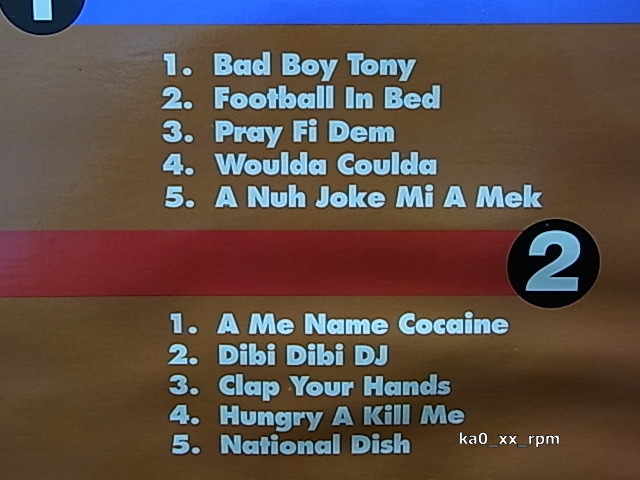 1
1. Bad Boy Tony
2. Football In Bed
3. Pray Fi Dem
4. Woulda Coulda
5. A Nuh Joke Mi A Mek
2
1. A Me Name Cocaine
2. Dibi Dibi DJ
3. Clap Your Hands
4. Hungry A Kill Me
5. National Dish
ka0_xx_rpm